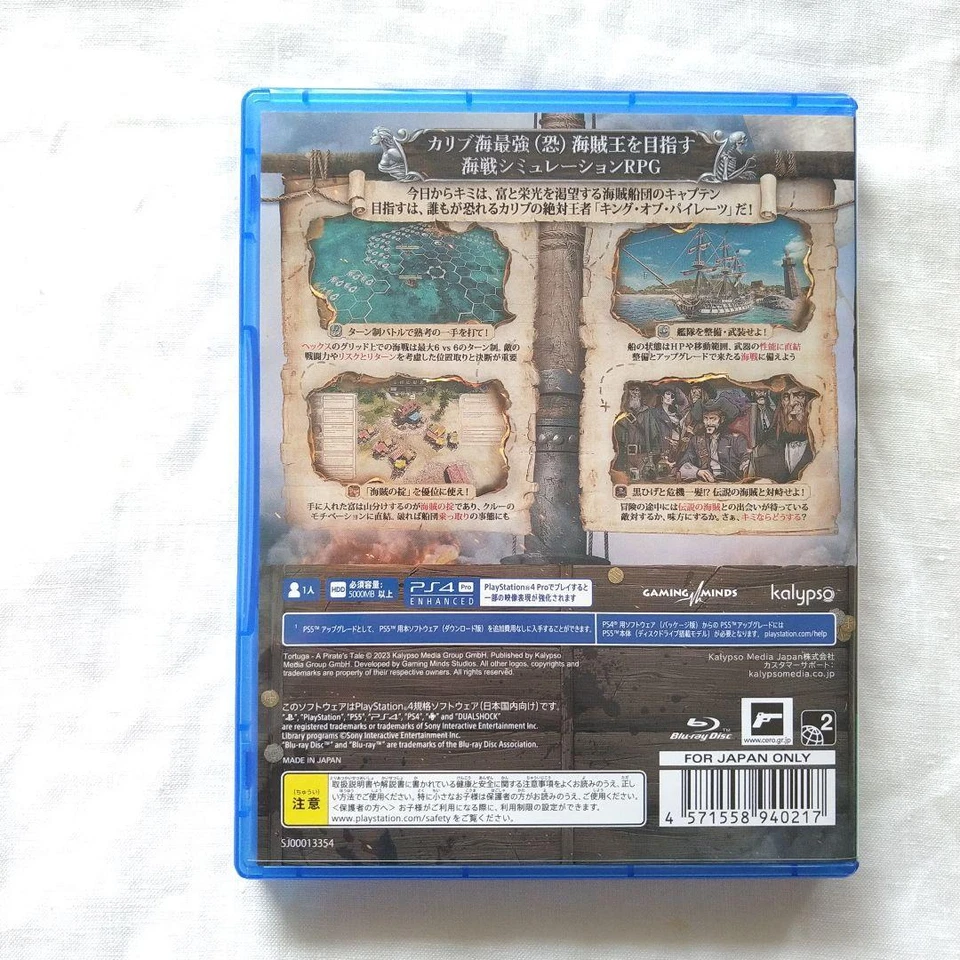 カリブ海最強（恐）海賊王を目指す
海戦シミュレーションRPG
今日からキミは、富と栄光を渇望する海賊船団のキャプテン
目指すは、誰もが恐れるカリブの絶対王者「キング・オブ・パイレーツ」だ！
ターン制バトルで熟考の一手を打て！
ヘックスのグリッド上での海戦は最大6 vs 6のターン制。敵の
戦闘力やリスクとリターンを考慮した位置取りと決断が重要
艦隊を整備・武装せよ！
船の状態はHPや移動範囲、武器の性能に直結
整備とアップグレードで来たる海戦に備えよう
「海賊の掟」を優位に使え！
手に入れた富は山分けするのが海賊の掟であり、クルーの
モチベーションに直結。破れば船団乗っ取りの事態にも
黒ひげと危機一髪!? 伝説の海賊と対峙せよ！
冒険の途中には伝説の海賊との出会いが待っている
敵対するか、味方にするか。さぁ、キミならどうする？
1人
HDD 必須容量：
5000MB 以上
PS4 Pro
ENHANCED
PlayStation®4 Proでプレイすると
一部の映像表現が強化されます
GAMING MINDS
kalypso
PS5™ アップグレードとして、PS5™ 用本ソフトウェア（ダウンロード版）を追加費用なしに入手することができます。
PS4® 用ソフトウェア（パッケージ版）からの PS5™アップグレードには
PS5™本体（ディスクドライブ搭載モデル）が必要となります。playstation.com/help
Tortuga - A Pirate's Tale © 2023 Kalypso Media Group GmbH. Published by Kalypso
Media Group GmbH. Developed by Gaming Minds Studios. All other logos, copyrights and
trademarks are property of their respective owners. All rights reserved.
Kalypso Media Japan株式会社
カスタマーサポート：
kalypsomedia.co.jp
このソフトウェアはPlayStation®4規格ソフトウェア（日本国内向け）です。
"PlayStation", "PS5", "PS4", "PS4", and "DUALSHOCK"
are registered trademarks or trademarks of Sony Interactive Entertainment Inc.
Library programs ©Sony Interactive Entertainment Inc.
"Blu-ray Disc™" and "Blu-ray™" are trademarks of the Blu-ray Disc Association.
MADE IN JAPAN
Blu-ray Disc™
www.cero.gr.jp
2
FOR JAPAN ONLY
注意
（ちゅうい）
取扱説明書や解説書に書かれている健康と安全に関する注意事項をよくお読みのうえ、正し
い方法でご使用ください。特に小さなお子様は保護者の方がお読みのうえ、ご使用ください。
＜保護者の方へ＞ お子様がご利用になる際に、利用制限の設定ができます。
www.playstation.com/safety をご覧ください。
4 571558 940217
SJ00013354